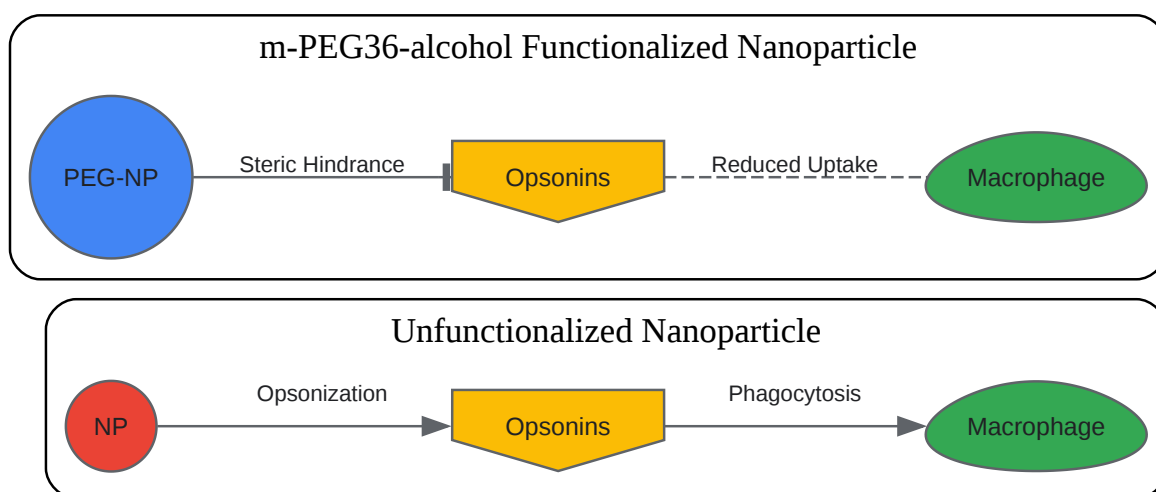 m-PEG36-alcohol Functionalized Nanoparticle
PEG-NP
Steric Hindrance
Opsonins
Reduced Uptake
Macrophage
Unfunctionalized Nanoparticle
NP
Opsonization
Opsonins
Phagocytosis
Macrophage